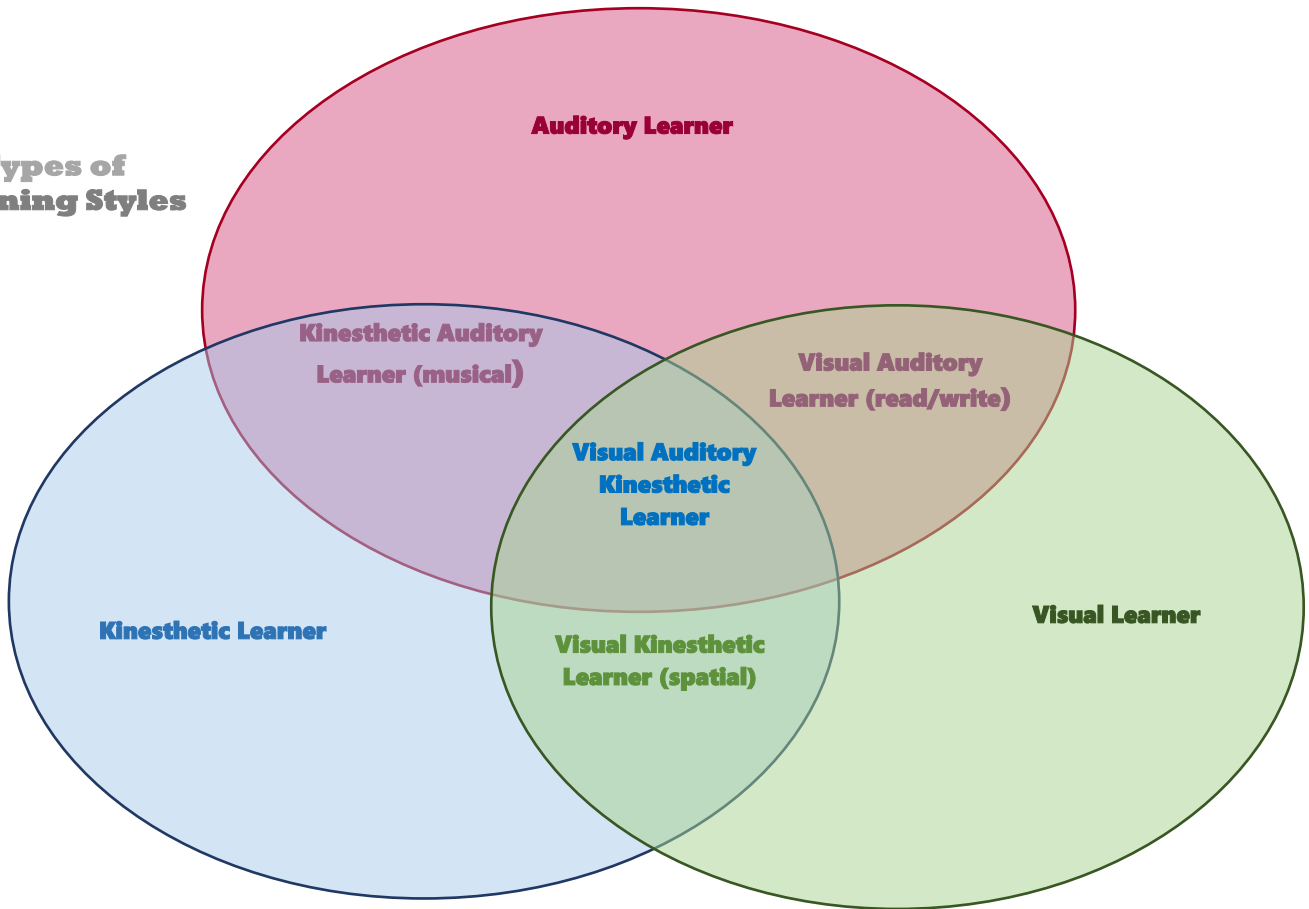 ypes of
ning Styles
Auditory Learner
Kinesthetic Auditory
Learner (musical)
Visual Auditory
Learner (read/write)
Visual Auditory
Kinesthetic
Learner
Kinesthetic Learner
Visual Learner
Visual Kinesthetic
Learner (spatial)